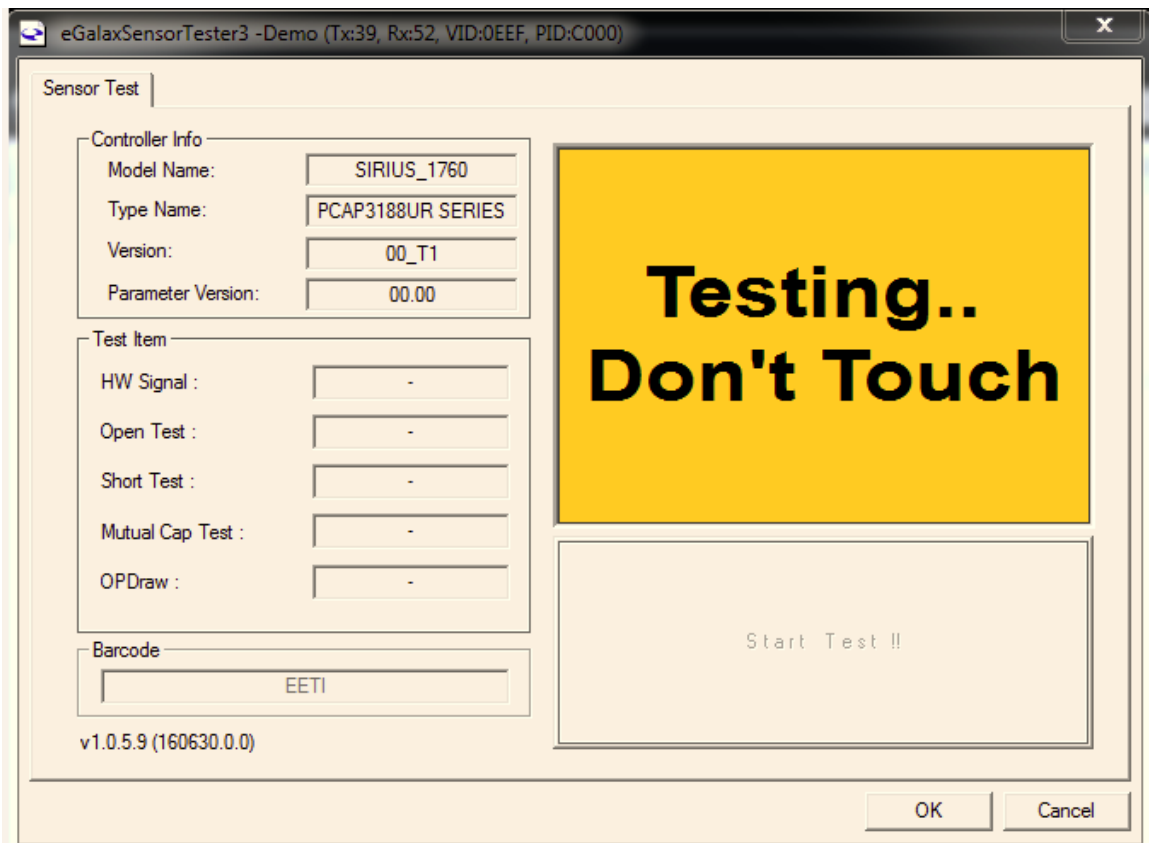 eGalaxSensorTester3 -Demo (Tx:39, Rx:52, VID:0EEF, PID:C000)
X
Sensor Test
Controller Info
Model Name: SIRIUS_1760
Type Name: PCAP3188UR SERIES
Version: 00_T1
Parameter Version: 00.00
Test Item
HW Signal : -
Open Test : -
Short Test : -
Mutual Cap Test : -
OPDraw : -
Barcode
EETI
v1.0.5.9 (160630.0.0)
Testing..
Don't Touch
Start Test !!
OK
Cancel